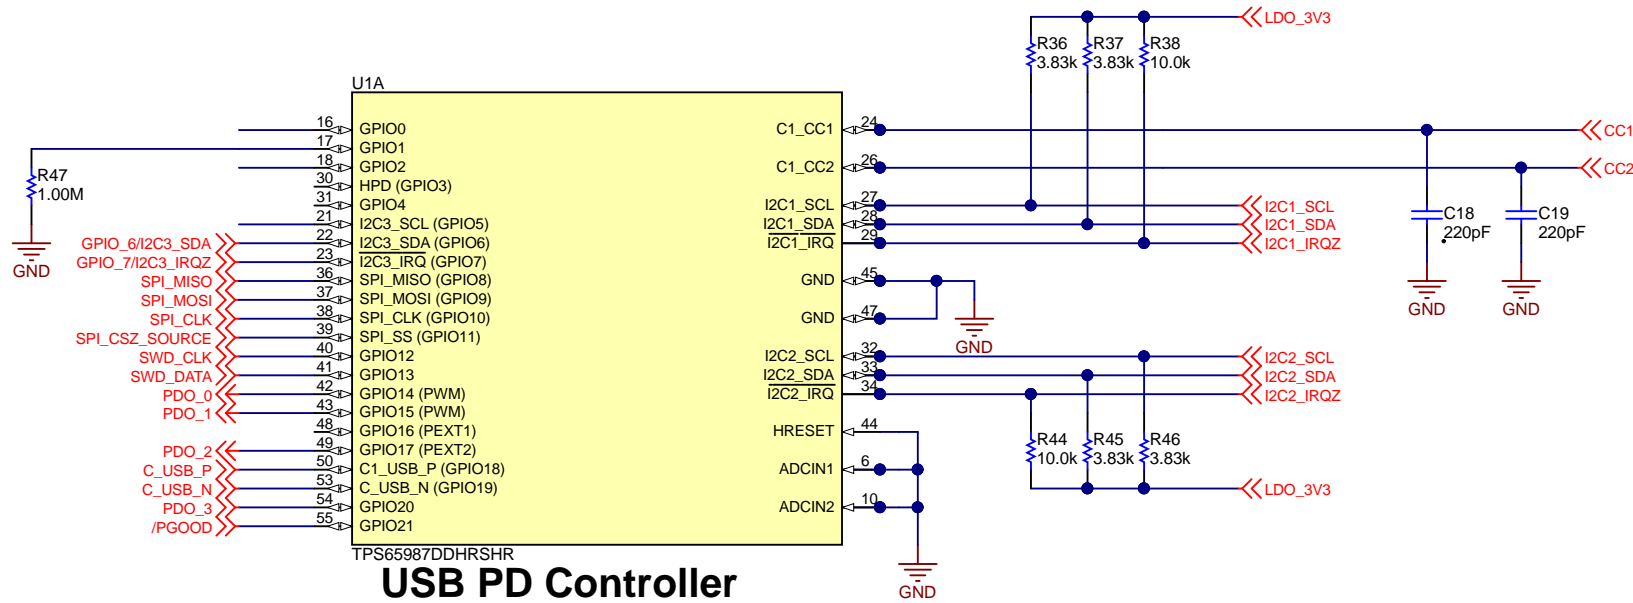 LDO_3V3
R36
3.83k
R37
3.83k
R38
10.0k
U1A
16 GPIO0
17 GPIO1
18 GPIO2
30 HPD (GPIO3)
31 GPIO4
21 I2C3_SCL (GPIO5)
GPIO_6/I2C3_SDA 22 I2C3_SDA (GPIO6)
GPIO_7/I2C3_IRQZ 23 I2C3_IRQ (GPIO7)
SPI_MISO 36 SPI_MISO (GPIO8)
SPI_MOSI 37 SPI_MOSI (GPIO9)
SPI_CLK 38 SPI_CLK (GPIO10)
SPI_CSZ_SOURCE 39 SPI_SS (GPIO11)
SWD_CLK 40 GPIO12
SWD_DATA 41 GPIO13
PDO_0 42 GPIO14 (PWM)
PDO_1 43 GPIO15 (PWM)
48 GPIO16 (PEXT1)
PDO_2 49 GPIO17 (PEXT2)
C_USB_P 50 C1_USB_P (GPIO18)
C_USB_N 53 C_USB_N (GPIO19)
PDO_3 54 GPIO20
/PGOOD 55 GPIO21
R47
1.00M
GND
C1_CC1 24 CC1
C1_CC2 26 CC2
I2C1_SCL 27 I2C1_SCL
I2C1_SDA 28 I2C1_SDA
I2C1_IRQ 29 I2C1_IRQZ
GND 45
GND 47
GND
I2C2_SCL 32 I2C2_SCL
I2C2_SDA 33 I2C2_SDA
I2C2_IRQ 34 I2C2_IRQZ
HRESET 44
ADCIN1 6
ADCIN2 10
GND
C18
220pF
GND
C19
220pF
GND
R44
10.0k
R45
3.83k
R46
3.83k
LDO_3V3
TPS65987DDHRSHR
USB PD Controller